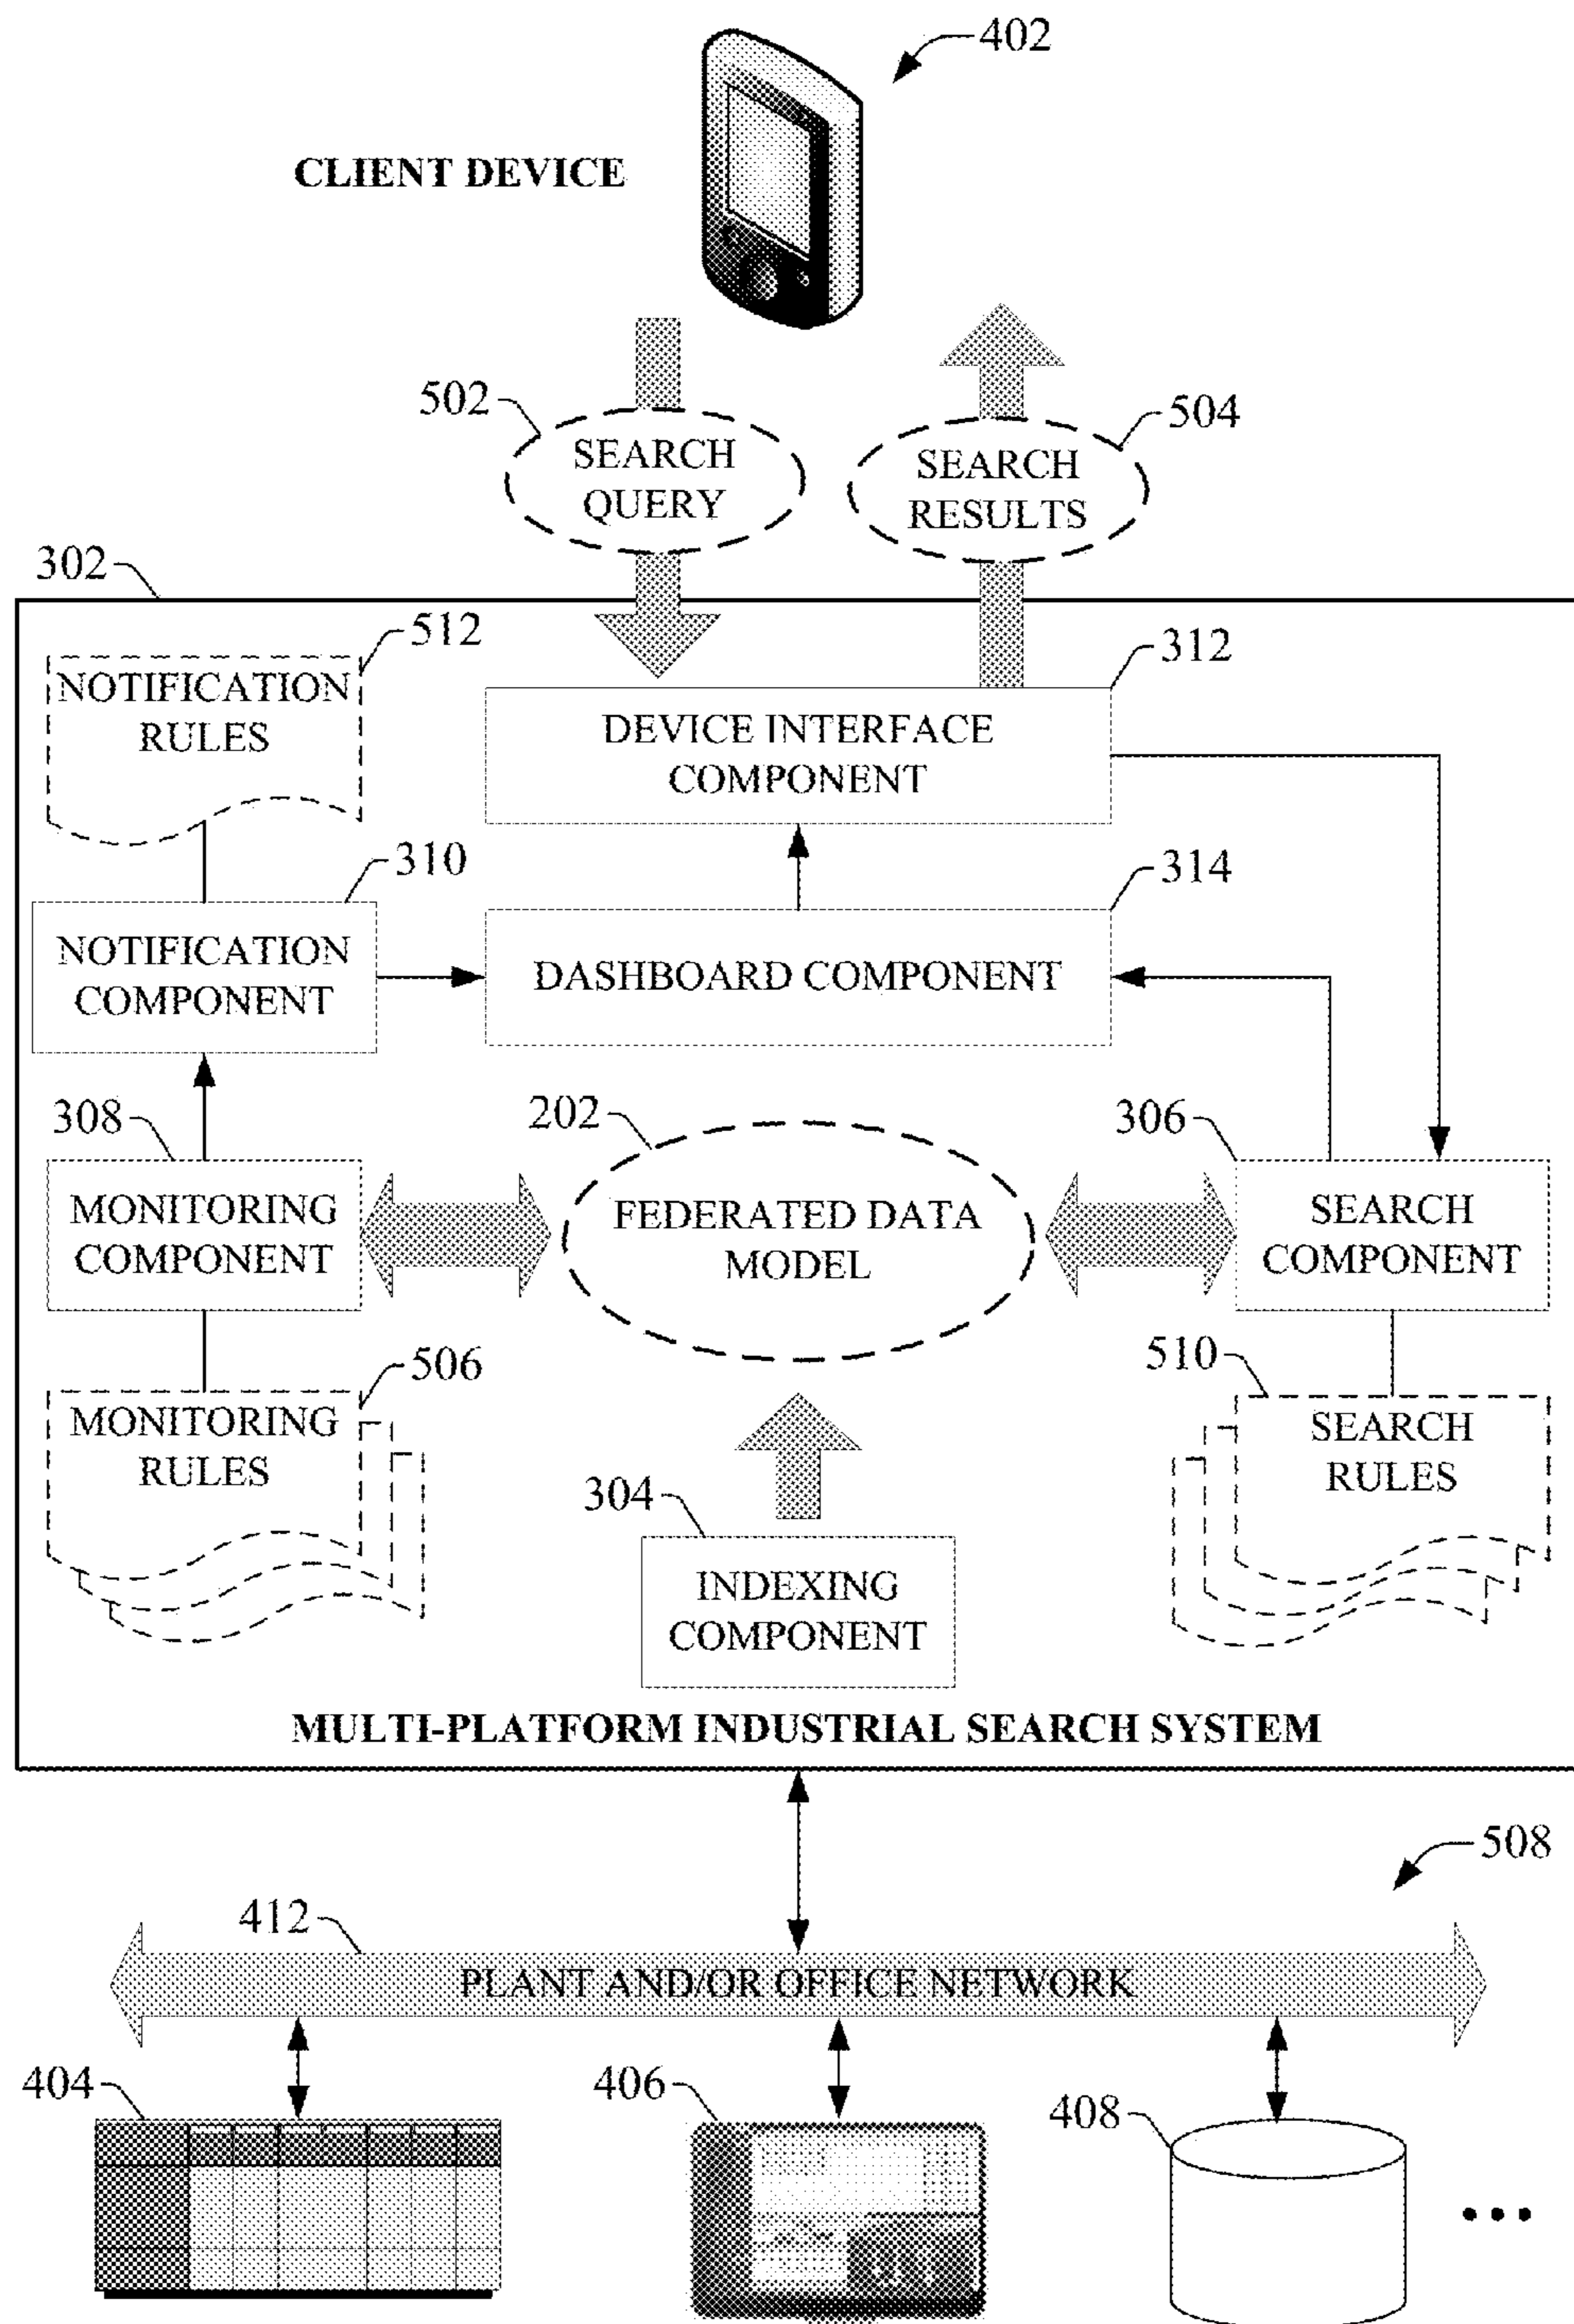 402
CLIENT DEVICE
502
SEARCH
QUERY
504
SEARCH
RESULTS
302
512
NOTIFICATION
RULES
312
DEVICE INTERFACE
COMPONENT
310
NOTIFICATION
COMPONENT
314
DASHBOARD COMPONENT
308
MONITORING
COMPONENT
202
FEDERATED DATA
MODEL
306
SEARCH
COMPONENT
506
MONITORING
RULES
510
SEARCH
RULES
304
INDEXING
COMPONENT
MULTI-PLATFORM INDUSTRIAL SEARCH SYSTEM
508
412
PLANT AND/OR OFFICE NETWORK
404
406
408